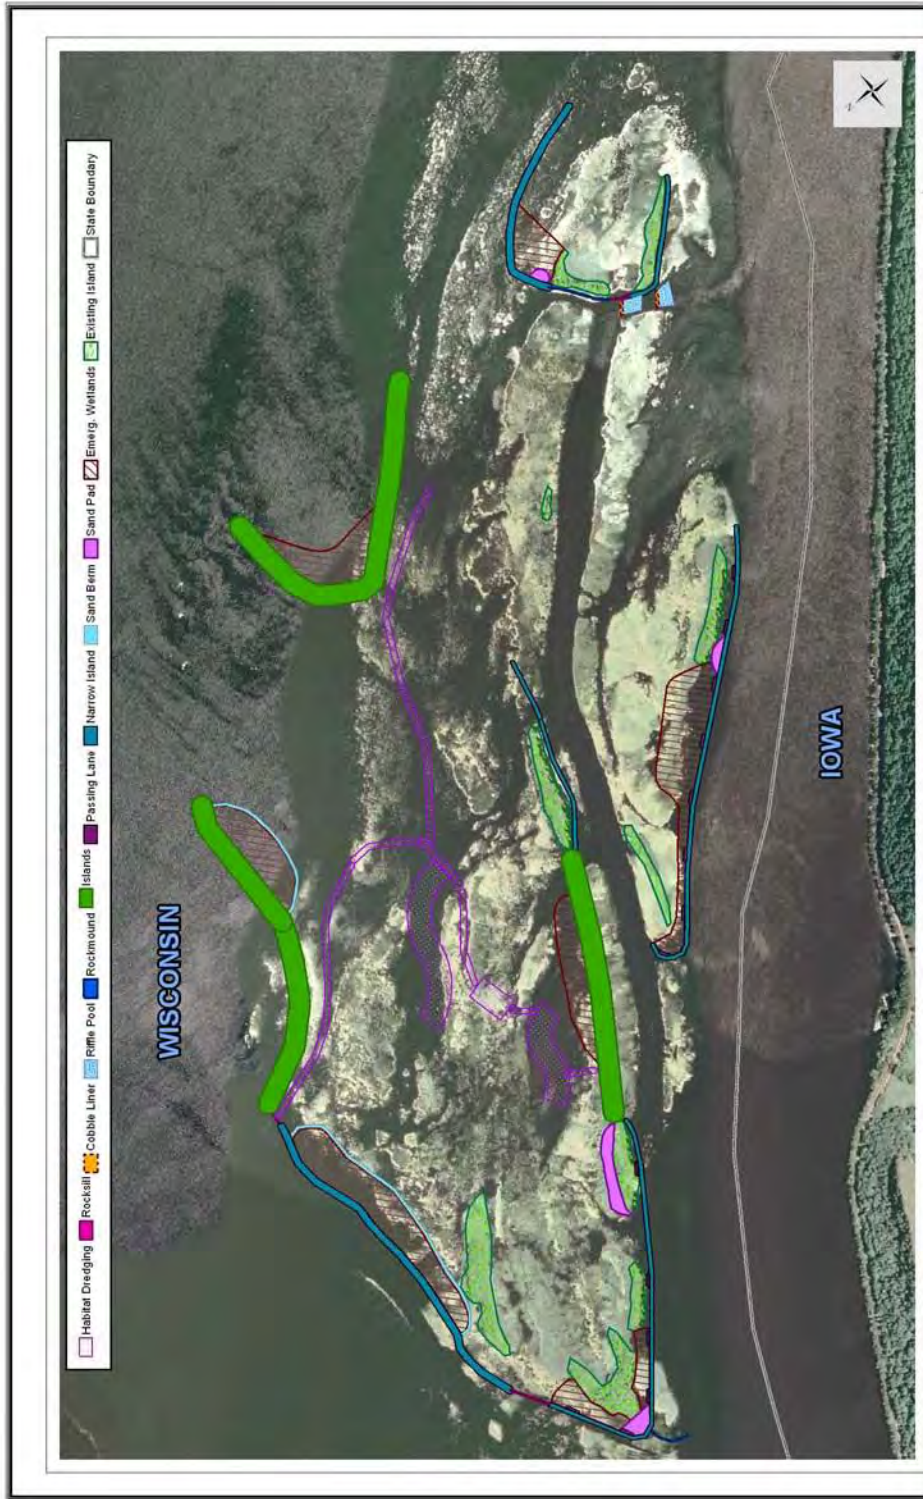 Habitat Dredging
Rocksill
Cobble Liner
Riffle Pool
Rockmound
Islands
Passing Lane
Narrow Island
Sand Berm
Sand Pad
Emerg. Wetlands
Existing Island
State Boundary
WISCONSIN
IOWA
N